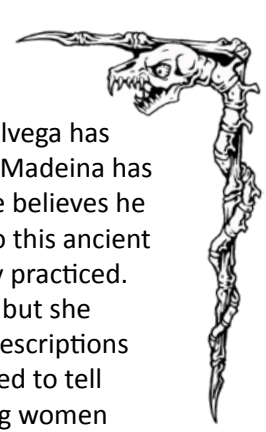 lvega has
Madeina has
e believes he
o this ancient
y practiced.
but she
escriptions
ed to tell
g women